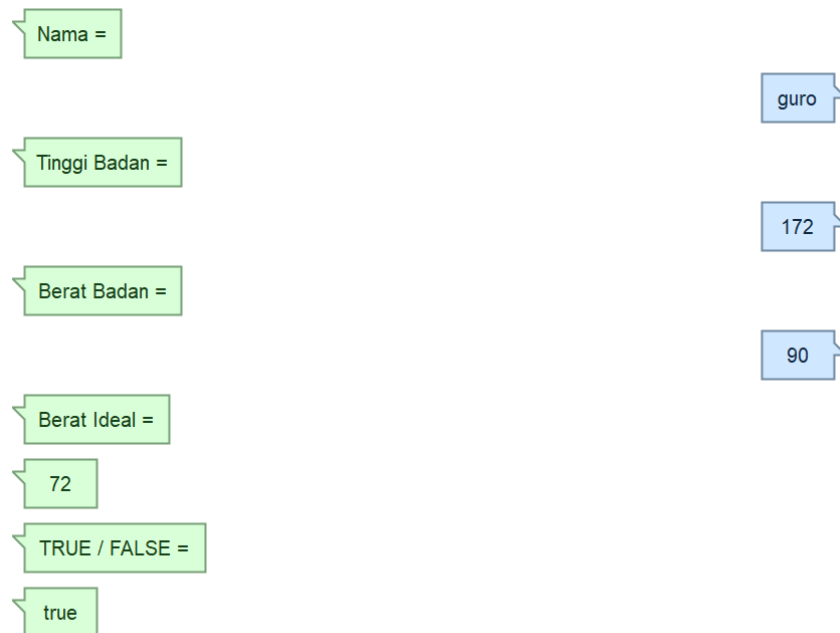 Nama =
guro
Tinggi Badan =
172
Berat Badan =
90
Berat Ideal =
72
TRUE / FALSE =
true